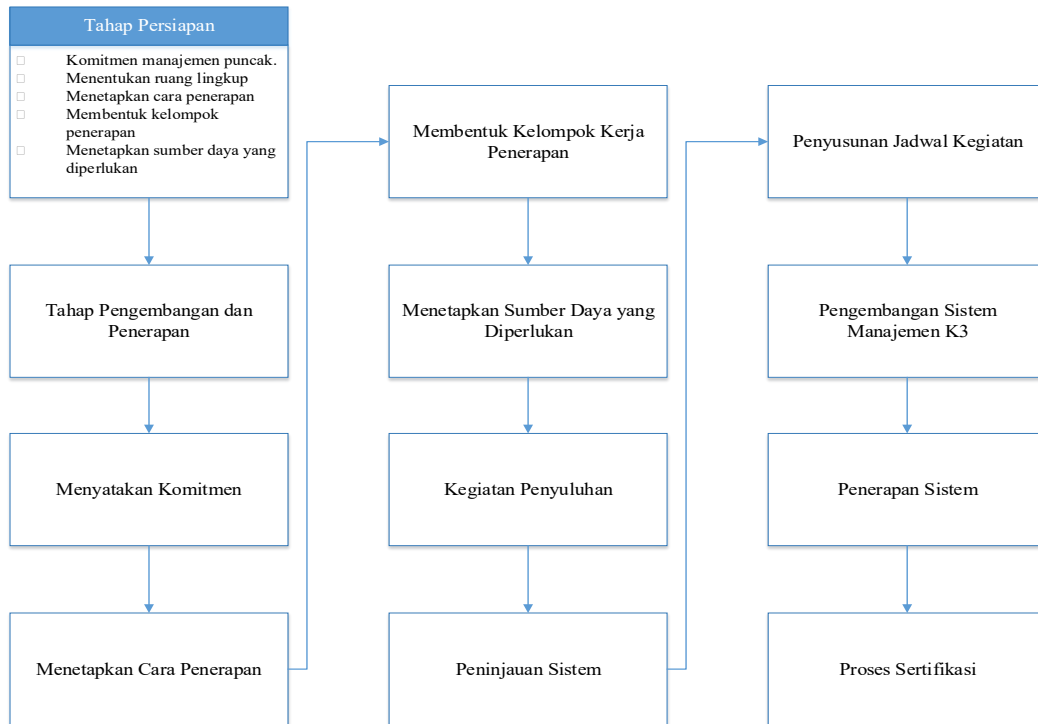 Tahap Persiapan
Komitmen manajemen puncak.
Menentukan ruang lingkup
Menetapkan cara penerapan
Membentuk kelompok
penerapan
Menetapkan sumber daya yang
diperlukan
Tahap Pengembangan dan
Penerapan
Menyatakan Komitmen
Menetapkan Cara Penerapan
Membentuk Kelompok Kerja
Penerapan
Menetapkan Sumber Daya yang
Diperlukan
Kegiatan Penyuluhan
Peninjauan Sistem
Penyusunan Jadwal Kegiatan
Pengembangan Sistem
Manajemen K3
Penerapan Sistem
Proses Sertifikasi